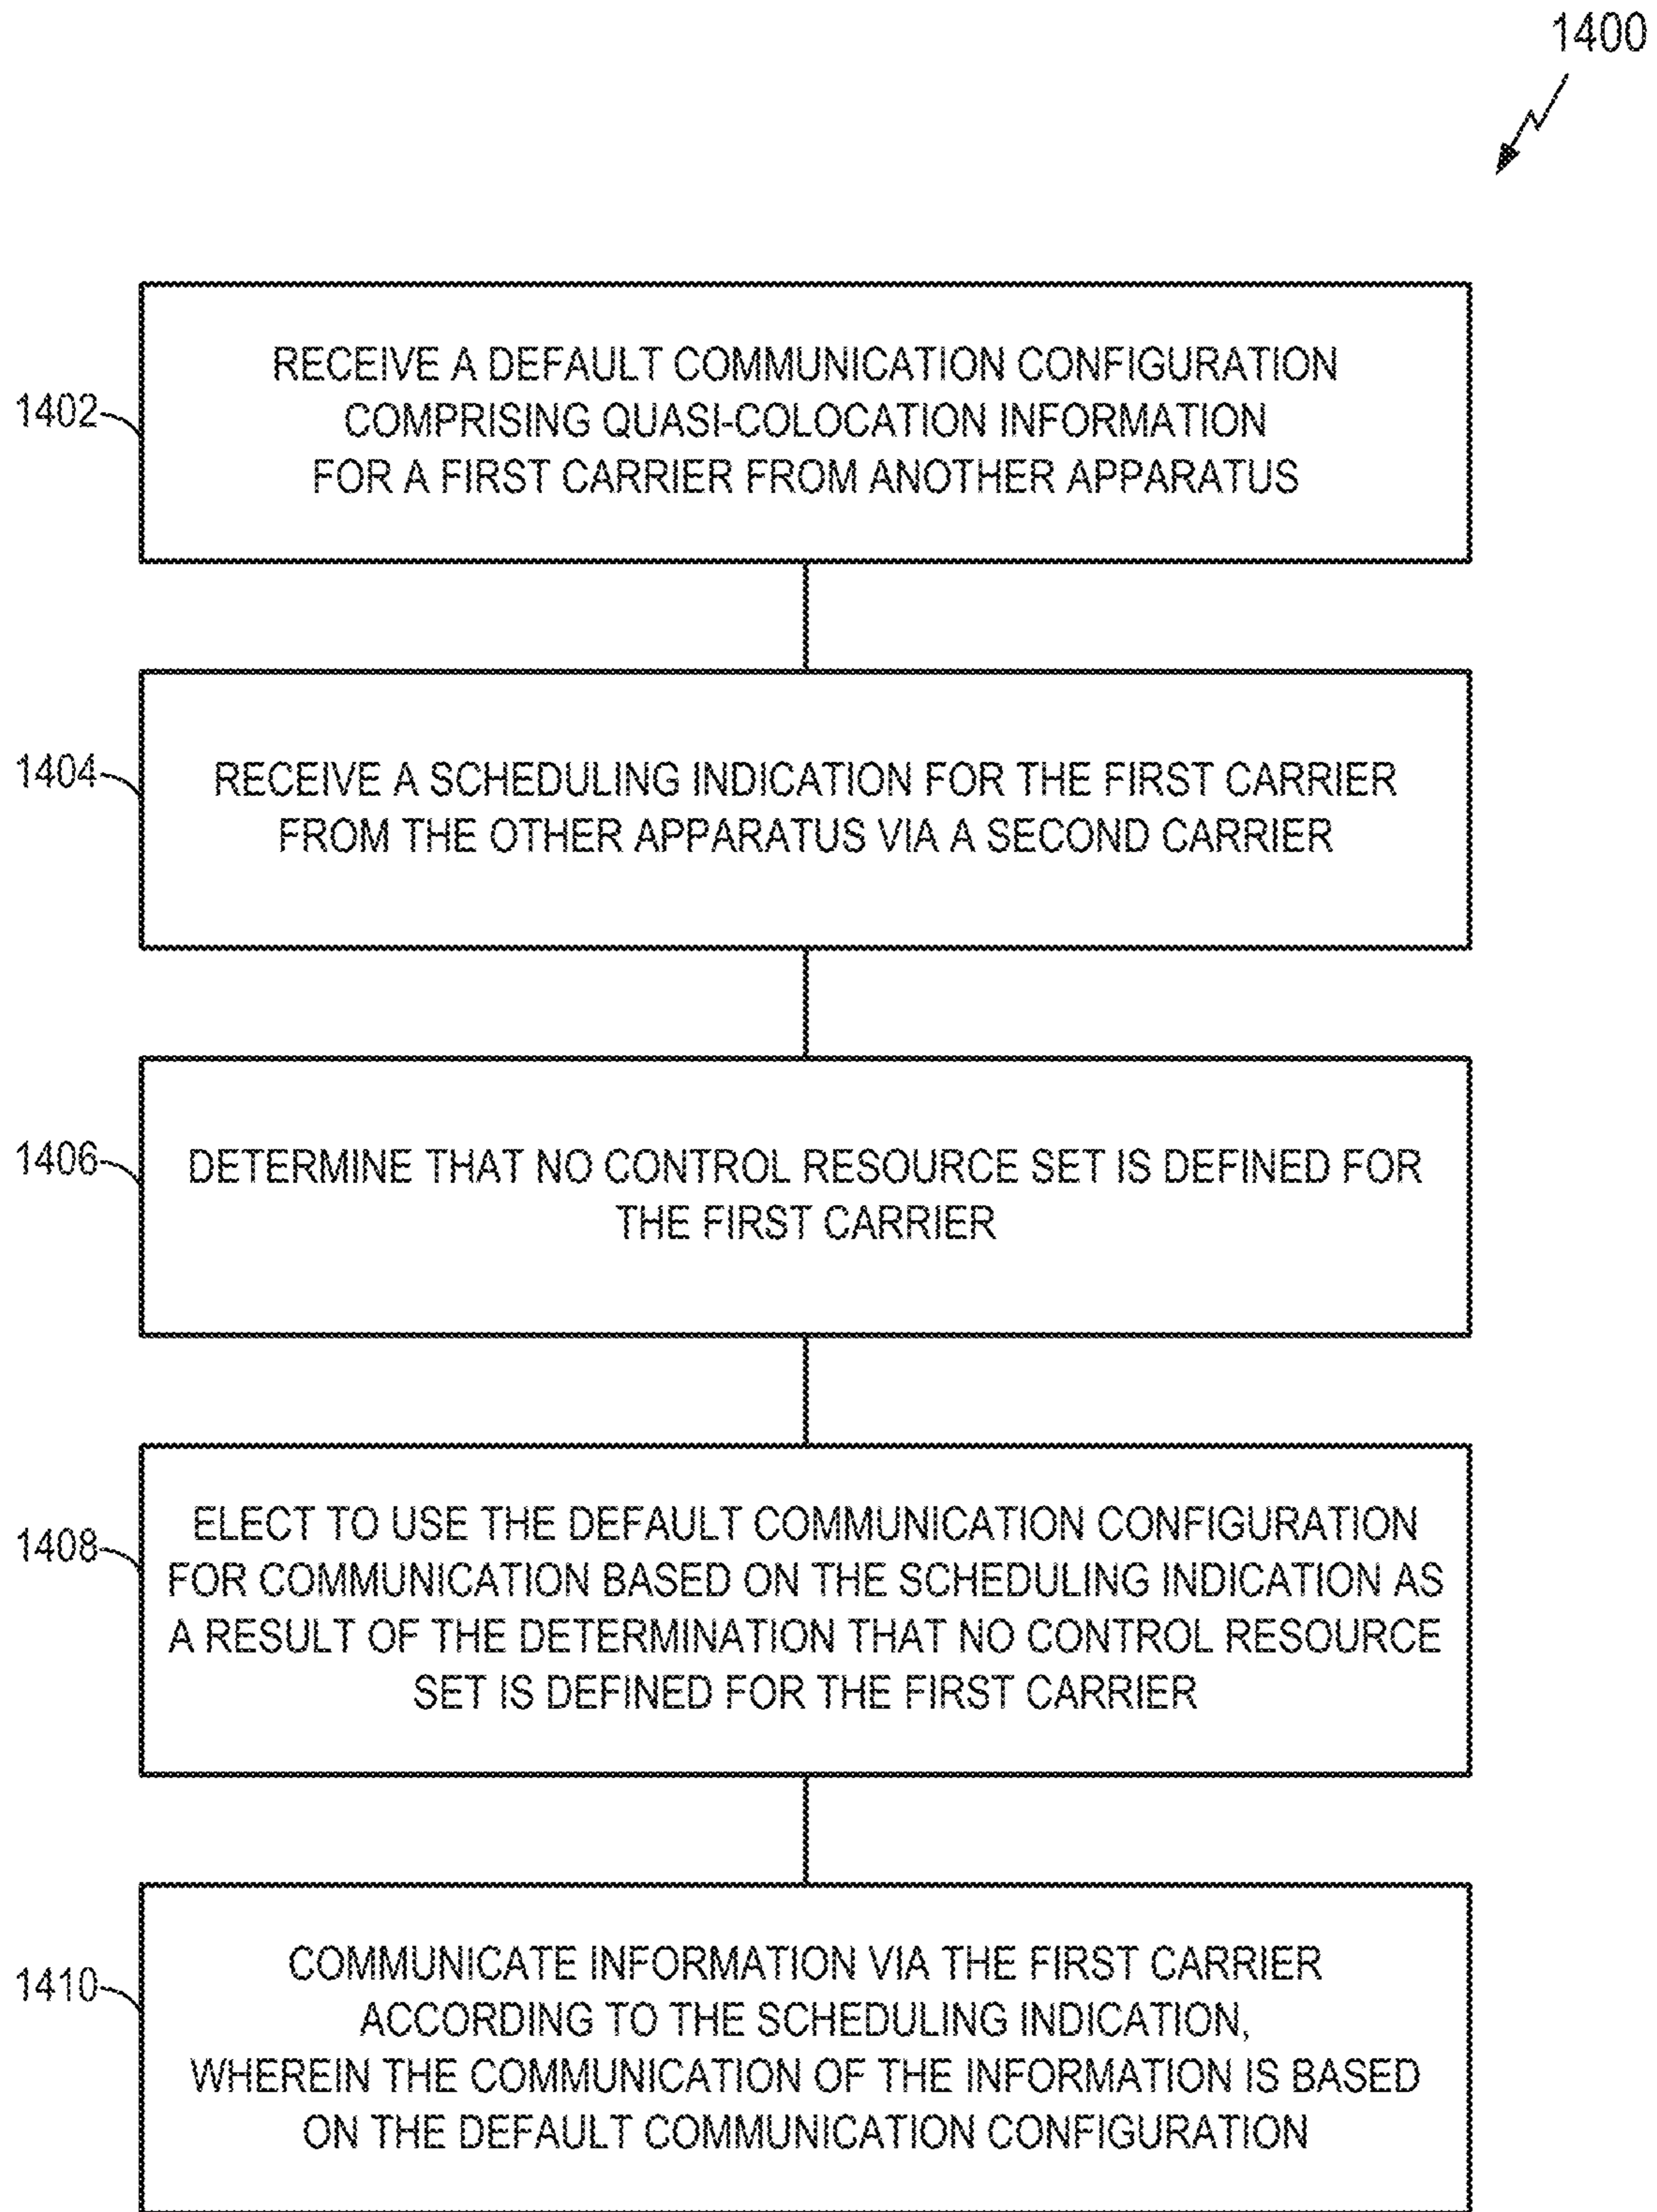 1400
1402
RECEIVE A DEFAULT COMMUNICATION CONFIGURATION
COMPRISING QUASI-COLOCATION INFORMATION
FOR A FIRST CARRIER FROM ANOTHER APPARATUS
1404
RECEIVE A SCHEDULING INDICATION FOR THE FIRST CARRIER
FROM THE OTHER APPARATUS VIA A SECOND CARRIER
1406
DETERMINE THAT NO CONTROL RESOURCE SET IS DEFINED FOR
THE FIRST CARRIER
1408
ELECT TO USE THE DEFAULT COMMUNICATION CONFIGURATION
FOR COMMUNICATION BASED ON THE SCHEDULING INDICATION AS
A RESULT OF THE DETERMINATION THAT NO CONTROL RESOURCE
SET IS DEFINED FOR THE FIRST CARRIER
1410
COMMUNICATE INFORMATION VIA THE FIRST CARRIER
ACCORDING TO THE SCHEDULING INDICATION,
WHEREIN THE COMMUNICATION OF THE INFORMATION IS BASED
ON THE DEFAULT COMMUNICATION CONFIGURATION